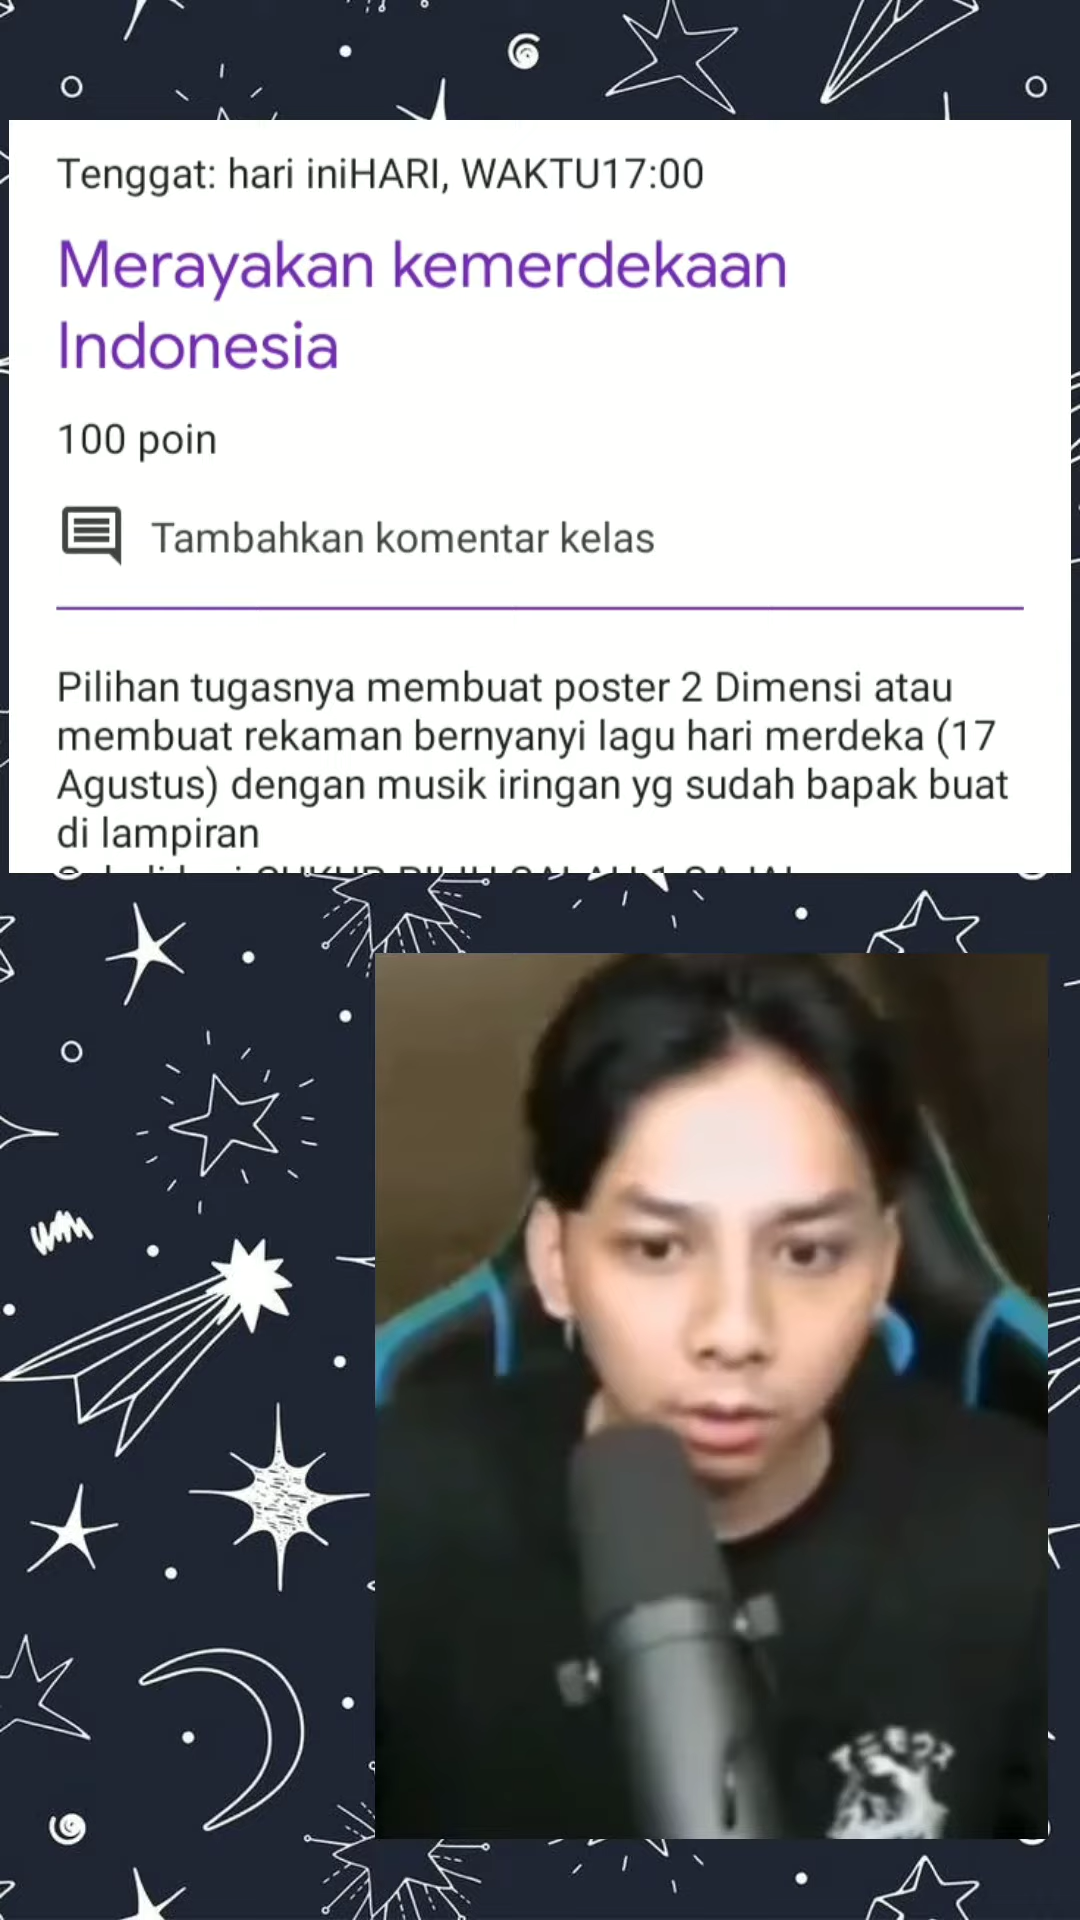 Tenggat: hari iniHARI, WAKTU17:00
Merayakan kemerdekaan
Indonesia
100 poin
Tambahkan komentar kelas
Pilihan tugasnya membuat poster 2 Dimensi atau
membuat rekaman bernyanyi lagu hari merdeka (17
Agustus) dengan musik iringan yg sudah bapak buat
di lampiran